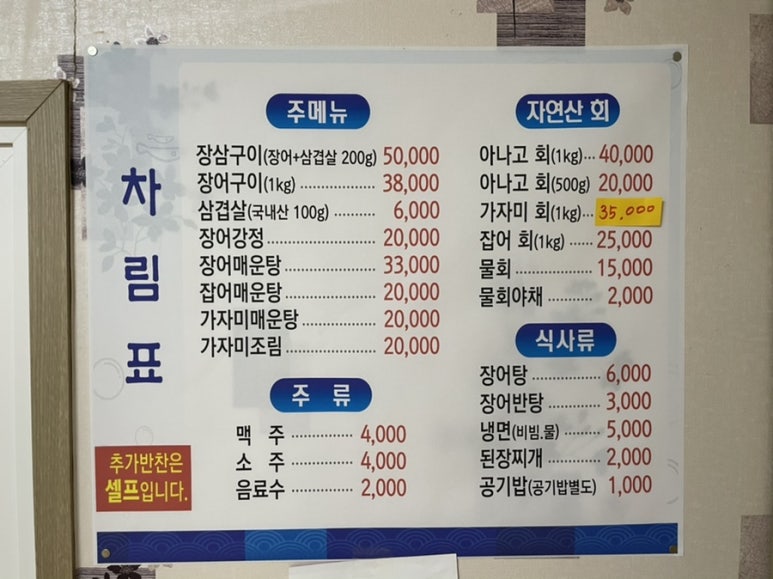 차림표
주메뉴
장삼구이(장어+삼겹살 200g) 50,000
장어구이(1kg) 38,000
삼겹살(국내산 100g) 6,000
장어강정 20,000
장어매운탕 33,000
잡어매운탕 20,000
가자미매운탕 20,000
가자미조림 20,000
주 류
맥 주 4,000
소 주 4,000
음료수 2,000
자연산 회
아나고 회(1kg) 40,000
아나고 회(500g) 20,000
가자미 회(1kg) 35,000
잡어 회(1kg) 25,000
물회 15,000
물회야채 2,000
식사류
장어탕 6,000
장어반탕 3,000
냉면(비빔.물) 5,000
된장찌개 2,000
공기밥(공기밥별도) 1,000
추가반찬은
셀프입니다.